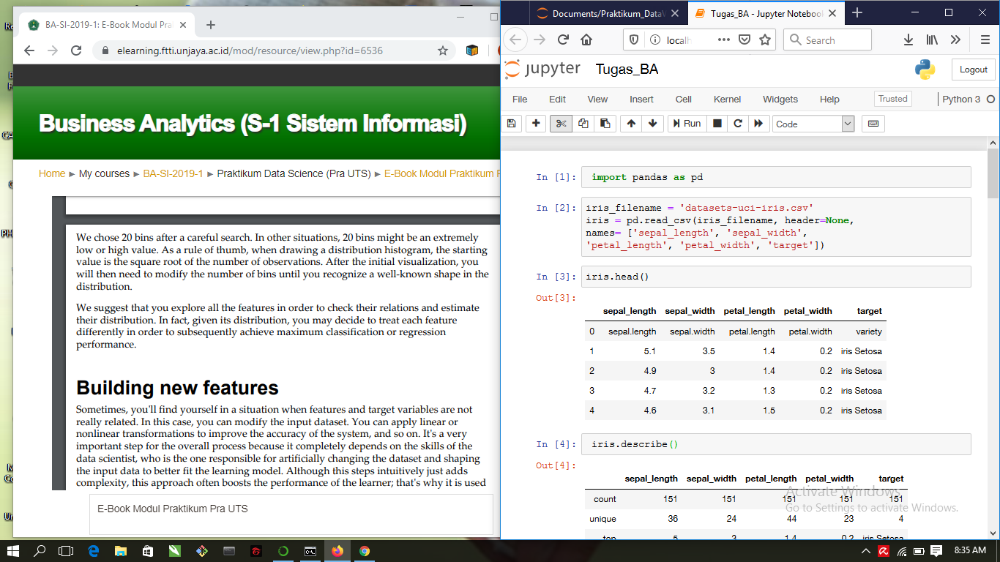 BA-SI-2019-1: E-Book Modul Pra
elearning.ftti.unjaya.ac.id/mod/resource/view.php?id=6536
Business Analytics (S-1 Sistem Informasi)
Home ► My courses ► BA-SI-2019-1 ► Praktikum Data Science (Pra UTS) ► E-Book Modul Praktikum P
We chose 20 bins after a careful search. In other situations, 20 bins might be an extremely
low or high value. As a rule of thumb, when drawing a distribution histogram, the starting
value is the square root of the number of observations. After the initial visualization, you
will then need to modify the number of bins until you recognize a well-known shape in the
distribution.
We suggest that you explore all the features in order to check their relations and estimate
their distribution. In fact, given its distribution, you may decide to treat each feature
differently in order to subsequently achieve maximum classification or regression
performance.
Building new features
Sometimes, you'll find yourself in a situation when features and target variables are not
really related. In this case, you can modify the input dataset. You can apply linear or
nonlinear transformations to improve the accuracy of the system, and so on. It's a very
important step for the overall process because it completely depends on the skills of the
data scientist, who is the one responsible for artificially changing the dataset and shaping
the input data to better fit the learning model. Although this steps intuitively just adds
complexity, this approach often boosts the performance of the learner; that's why it is used
E-Book Modul Praktikum Pra UTS
Documents/Praktikum_DataV
Tugas_BA - Jupyter Notebook
localh
Search
jupyter Tugas_BA
Logout
File Edit View Insert Cell Kernel Widgets Help Trusted Python 3
Run Code
In [1]: import pandas as pd
In [2]: iris_filename = 'datasets-uci-iris.csv'
iris = pd.read_csv(iris_filename, header=None,
names= ['sepal_length', 'sepal_width',
'petal_length', 'petal_width', 'target'])
In [3]: iris.head()
Out[3]:
sepal_length sepal_width petal_length petal_width target
0 sepal.length sepal.width petal.length petal.width variety
1 5.1 3.5 1.4 0.2 iris Setosa
2 4.9 3 1.4 0.2 iris Setosa
3 4.7 3.2 1.3 0.2 iris Setosa
4 4.6 3.1 1.5 0.2 iris Setosa
In [4]: iris.describe()
Out[4]:
sepal_length sepal_width petal_length petal_width target
count 151 151 151 151 151
unique 36 24 44 23 4
top 5 3 1.4 0.2 iris Setosa
Activate Windows
Go to Settings to activate Windows.
8:35 AM